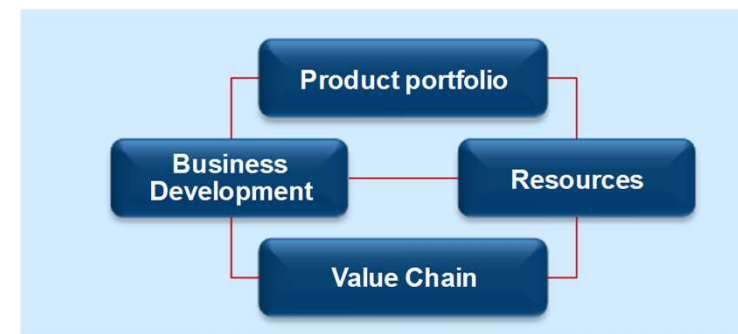 Product portfolio
Business
Development
Resources
Value Chain